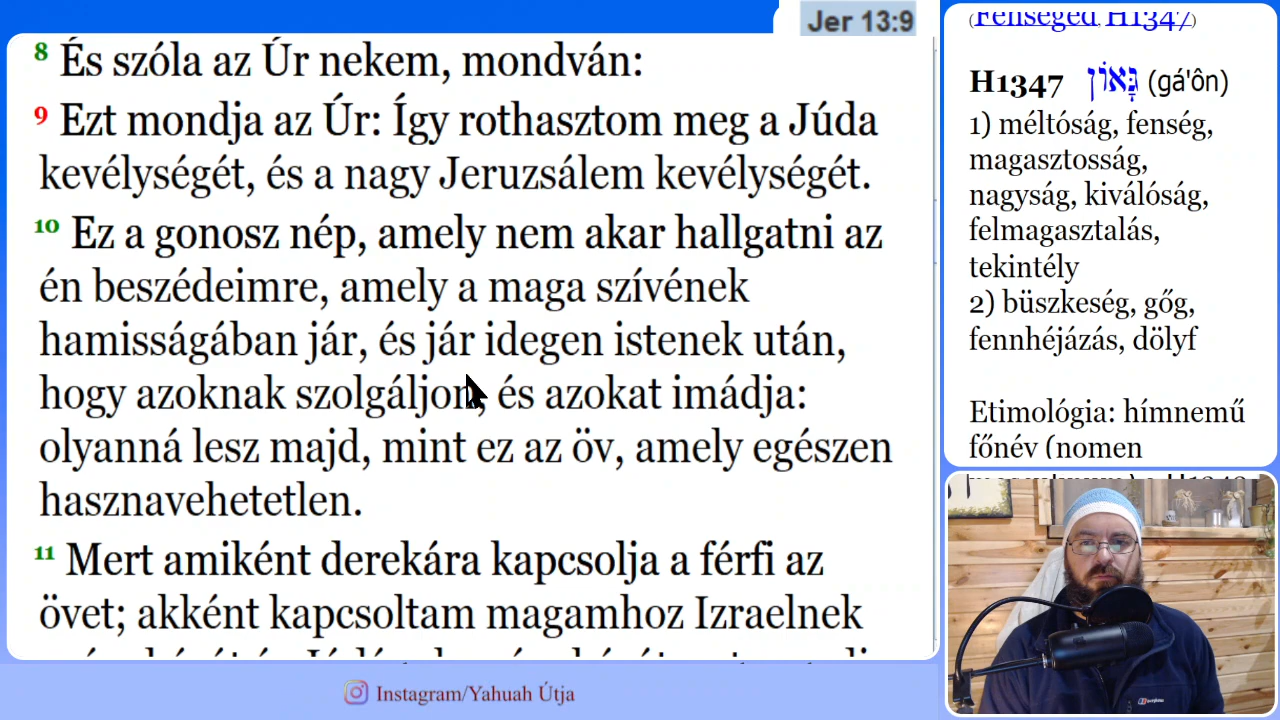 Jer 13:9
8 És szóla az Úr nekem, mondván:
9 Ezt mondja az Úr: Így rothasztom meg a Júda
kevélységét, és a nagy Jeruzsálem kevélységét.
10 Ez a gonosz nép, amely nem akar hallgatni az
én beszédeimre, amely a maga szívének
hamisságában jár, és jár idegen istenek után,
hogy azoknak szolgáljon, és azokat imádja:
olyanná lesz majd, mint ez az öv, amely egészen
hasznavehetetlen.
11 Mert amiként derekára kapcsolja a férfi az
övet; akként kapcsoltam magamhoz Izraelnek
(Fenséged, H1347)
H1347 גָּאוֹן (gá'ôn)
1) méltóság, fenség,
magasztosság,
nagyság, kiválóság,
felmagasztalás,
tekintély
2) büszkeség, gőg,
fennhéjázás, dölyf
Etimológia: hímnemű
főnév (nomen
Instagram/Yahuah Útja